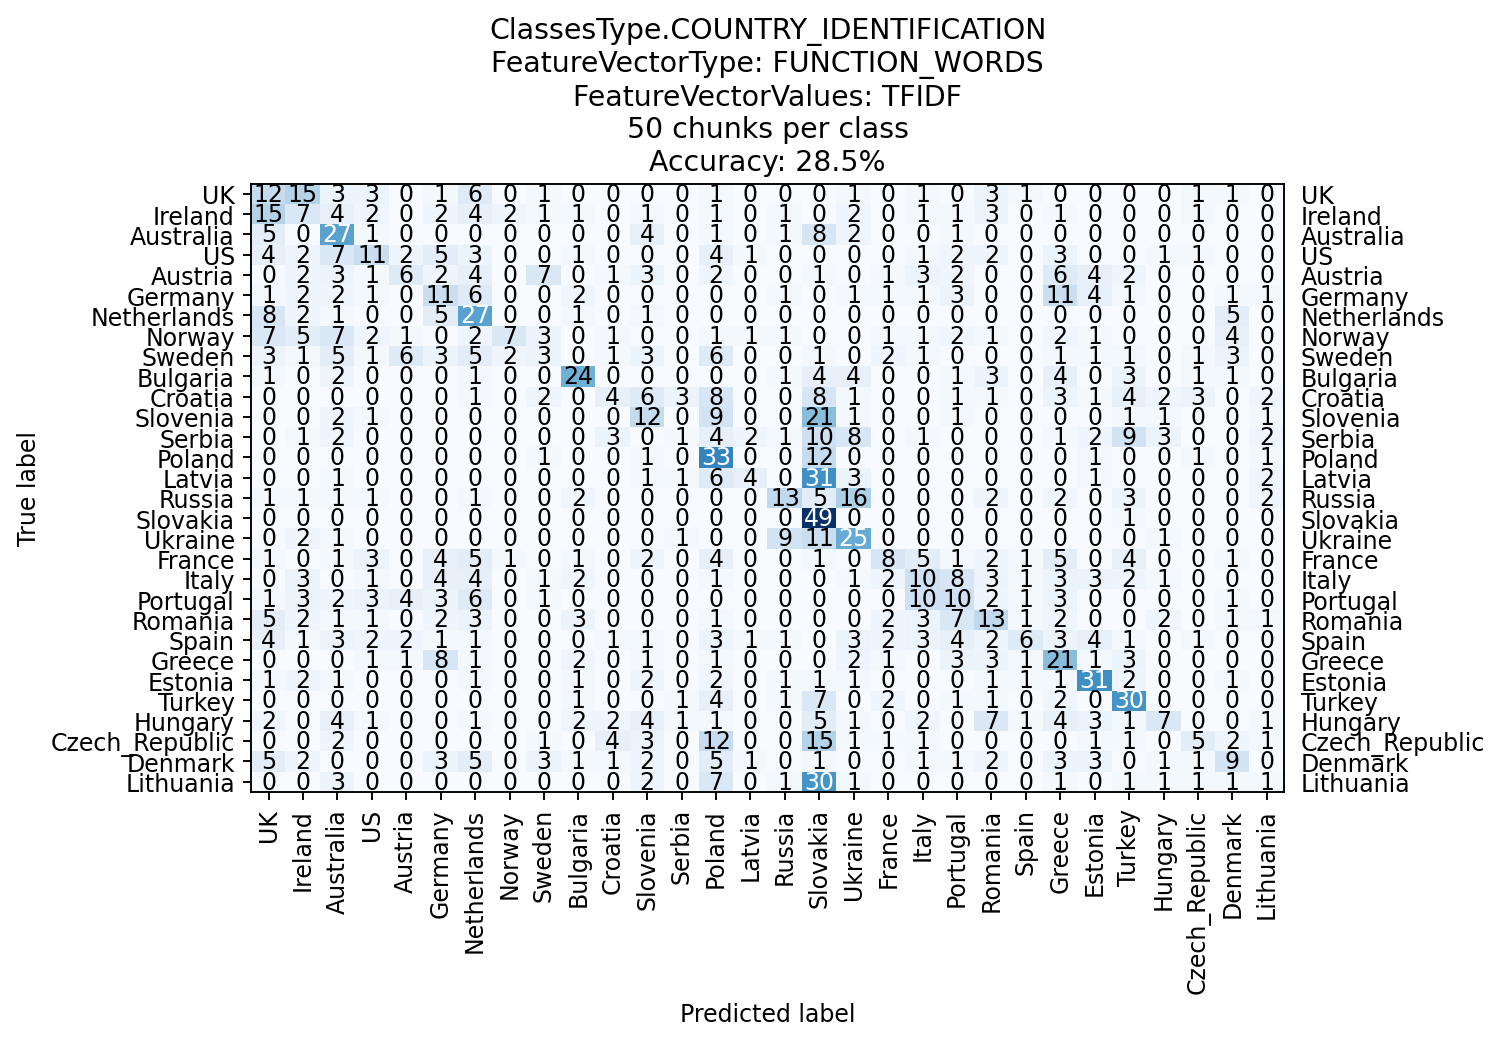 ClassesType.COUNTRY_IDENTIFICATION
FeatureVectorType: FUNCTION_WORDS
FeatureVectorValues: TFIDF
50 chunks per class
Accuracy: 28.5%
UK 12 15 3 3 0 1 6 0 1 0 0 0 0 1 0 0 0 1 0 1 0 3 1 0 0 0 0 1 1 0 UK
Ireland 15 7 4 2 0 2 4 2 1 1 0 1 0 1 0 1 0 2 0 1 1 3 0 1 0 0 0 1 0 0 Ireland
Australia 5 0 27 1 0 0 0 0 0 0 0 4 0 1 0 1 8 2 0 0 1 0 0 0 0 0 0 0 0 0 Australia
US 4 2 7 11 2 5 3 0 0 1 0 0 0 4 1 0 0 0 0 1 2 2 0 3 0 0 1 1 0 0 US
Austria 0 2 3 1 6 2 4 0 7 0 1 3 0 2 0 0 1 0 1 3 2 0 0 6 4 2 0 0 0 0 Austria
Germany 1 2 2 1 0 11 6 0 0 2 0 0 0 0 0 1 0 1 1 1 3 0 0 11 4 1 0 0 1 1 Germany
Netherlands 8 2 1 0 0 5 27 0 0 1 0 1 0 0 0 0 0 0 0 0 0 0 0 0 0 0 0 0 5 0 Netherlands
Norway 7 5 7 2 1 0 2 7 3 0 1 0 0 1 1 1 0 0 1 1 2 1 0 2 1 0 0 0 4 0 Norway
Sweden 3 1 5 1 6 3 5 2 3 0 1 3 0 6 0 0 1 0 2 1 0 0 0 1 1 1 0 1 3 0 Sweden
Bulgaria 1 0 2 0 0 0 1 0 0 24 0 0 0 0 0 1 4 4 0 0 1 3 0 4 0 3 0 1 1 0 Bulgaria
Croatia 0 0 0 0 0 0 1 0 2 0 4 6 3 8 0 0 8 1 0 0 1 1 0 3 1 4 2 3 0 2 Croatia
Slovenia 0 0 2 1 0 0 0 0 0 0 0 12 0 9 0 0 21 1 0 0 1 0 0 0 0 1 1 0 0 1 Slovenia
Serbia 0 1 2 0 0 0 0 0 0 0 3 0 1 4 2 1 10 8 0 1 0 0 0 1 2 9 3 0 0 2 Serbia
Poland 0 0 0 0 0 0 0 0 1 0 0 1 0 33 0 0 12 0 0 0 0 0 0 0 1 0 0 1 0 1 Poland
Latvia 0 0 1 0 0 0 0 0 0 0 0 1 1 6 4 0 31 3 0 0 0 0 0 0 1 0 0 0 0 2 Latvia
Russia 1 1 1 1 0 0 1 0 0 2 0 0 0 0 0 13 5 16 0 0 0 2 0 2 0 3 0 0 0 2 Russia
Slovakia 0 0 0 0 0 0 0 0 0 0 0 0 0 0 0 0 49 0 0 0 0 0 0 0 0 1 0 0 0 0 Slovakia
Ukraine 0 2 1 0 0 0 0 0 0 0 0 0 1 0 0 9 11 25 0 0 0 0 0 0 0 0 1 0 0 0 Ukraine
France 1 0 1 3 0 4 5 1 0 1 0 2 0 4 0 0 1 0 8 5 1 2 1 5 0 4 0 0 1 0 France
Italy 0 3 0 1 0 4 4 0 1 2 0 0 0 1 0 0 0 1 2 10 8 3 1 3 3 2 1 0 0 0 Italy
Portugal 1 3 2 3 4 3 6 0 1 0 0 0 0 0 0 0 0 0 0 10 10 2 1 3 0 0 0 0 1 0 Portugal
Romania 5 2 1 1 0 2 3 0 0 3 0 0 0 1 0 0 0 0 2 3 7 13 1 2 0 0 2 0 1 1 Romania
Spain 4 1 3 2 2 1 1 0 0 0 1 1 0 3 1 1 0 3 2 3 4 2 6 3 4 1 0 1 0 0 Spain
Greece 0 0 0 1 1 8 1 0 0 2 0 1 0 1 0 0 0 2 1 0 3 3 1 21 1 3 0 0 0 0 Greece
Estonia 1 2 1 0 0 0 1 0 0 1 0 2 0 2 0 1 1 1 0 0 0 1 1 1 31 2 0 0 1 0 Estonia
Turkey 0 0 0 0 0 0 0 0 0 1 0 0 1 4 0 1 7 0 2 0 1 1 0 2 0 30 0 0 0 0 Turkey
Hungary 2 0 4 1 0 0 1 0 0 2 2 4 1 1 0 0 5 1 0 2 0 7 1 4 3 1 7 0 0 1 Hungary
Czech_Republic 0 0 2 0 0 0 0 0 1 0 4 3 0 12 0 0 15 1 1 1 0 0 0 0 1 1 0 5 2 1 Czech_Republic
Denmark 5 2 0 0 0 3 5 0 3 1 1 2 0 5 1 0 1 0 0 1 1 2 0 3 3 0 1 1 9 0 Denmark
Lithuania 0 0 3 0 0 0 0 0 0 0 0 2 0 7 0 1 30 1 0 0 0 0 0 1 0 1 1 1 1 1 Lithuania
True label
UK Ireland Australia US Austria Germany Netherlands Norway Sweden Bulgaria Croatia Slovenia Serbia Poland Latvia Russia Slovakia Ukraine France Italy Portugal Romania Spain Greece Estonia Turkey Hungary Czech_Republic Denmark Lithuania
Predicted label